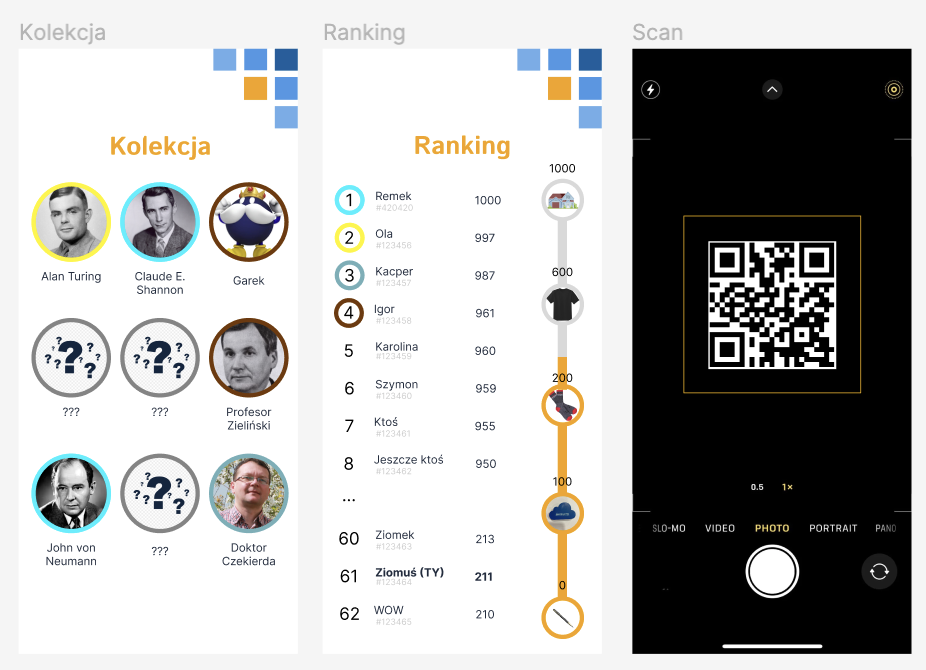 Kolekcja
Ranking
Scan
Kolekcja
Alan Turing
Claude E.
Shannon
Garek
???
???
Profesor
Zieliński
John von
Neumann
???
Doktor
Czekierda
Ranking
1 Remek 1000
#420420
2 Ola 997
#123456
3 Kacper 987
#123457
4 Igor 961
#123458
5 Karolina 960
#123459
6 Szymon 959
#123460
7 Ktoś 955
#123461
8 Jeszcze ktoś 950
#123462
...
60 Zlomek 213
#123463
61 Ziomuś (TY) 211
#123464
62 WOW 210
#123465
1000
600
200
100
0
0.5 1×
SLO-MO VIDEO PHOTO PORTRAIT PANO